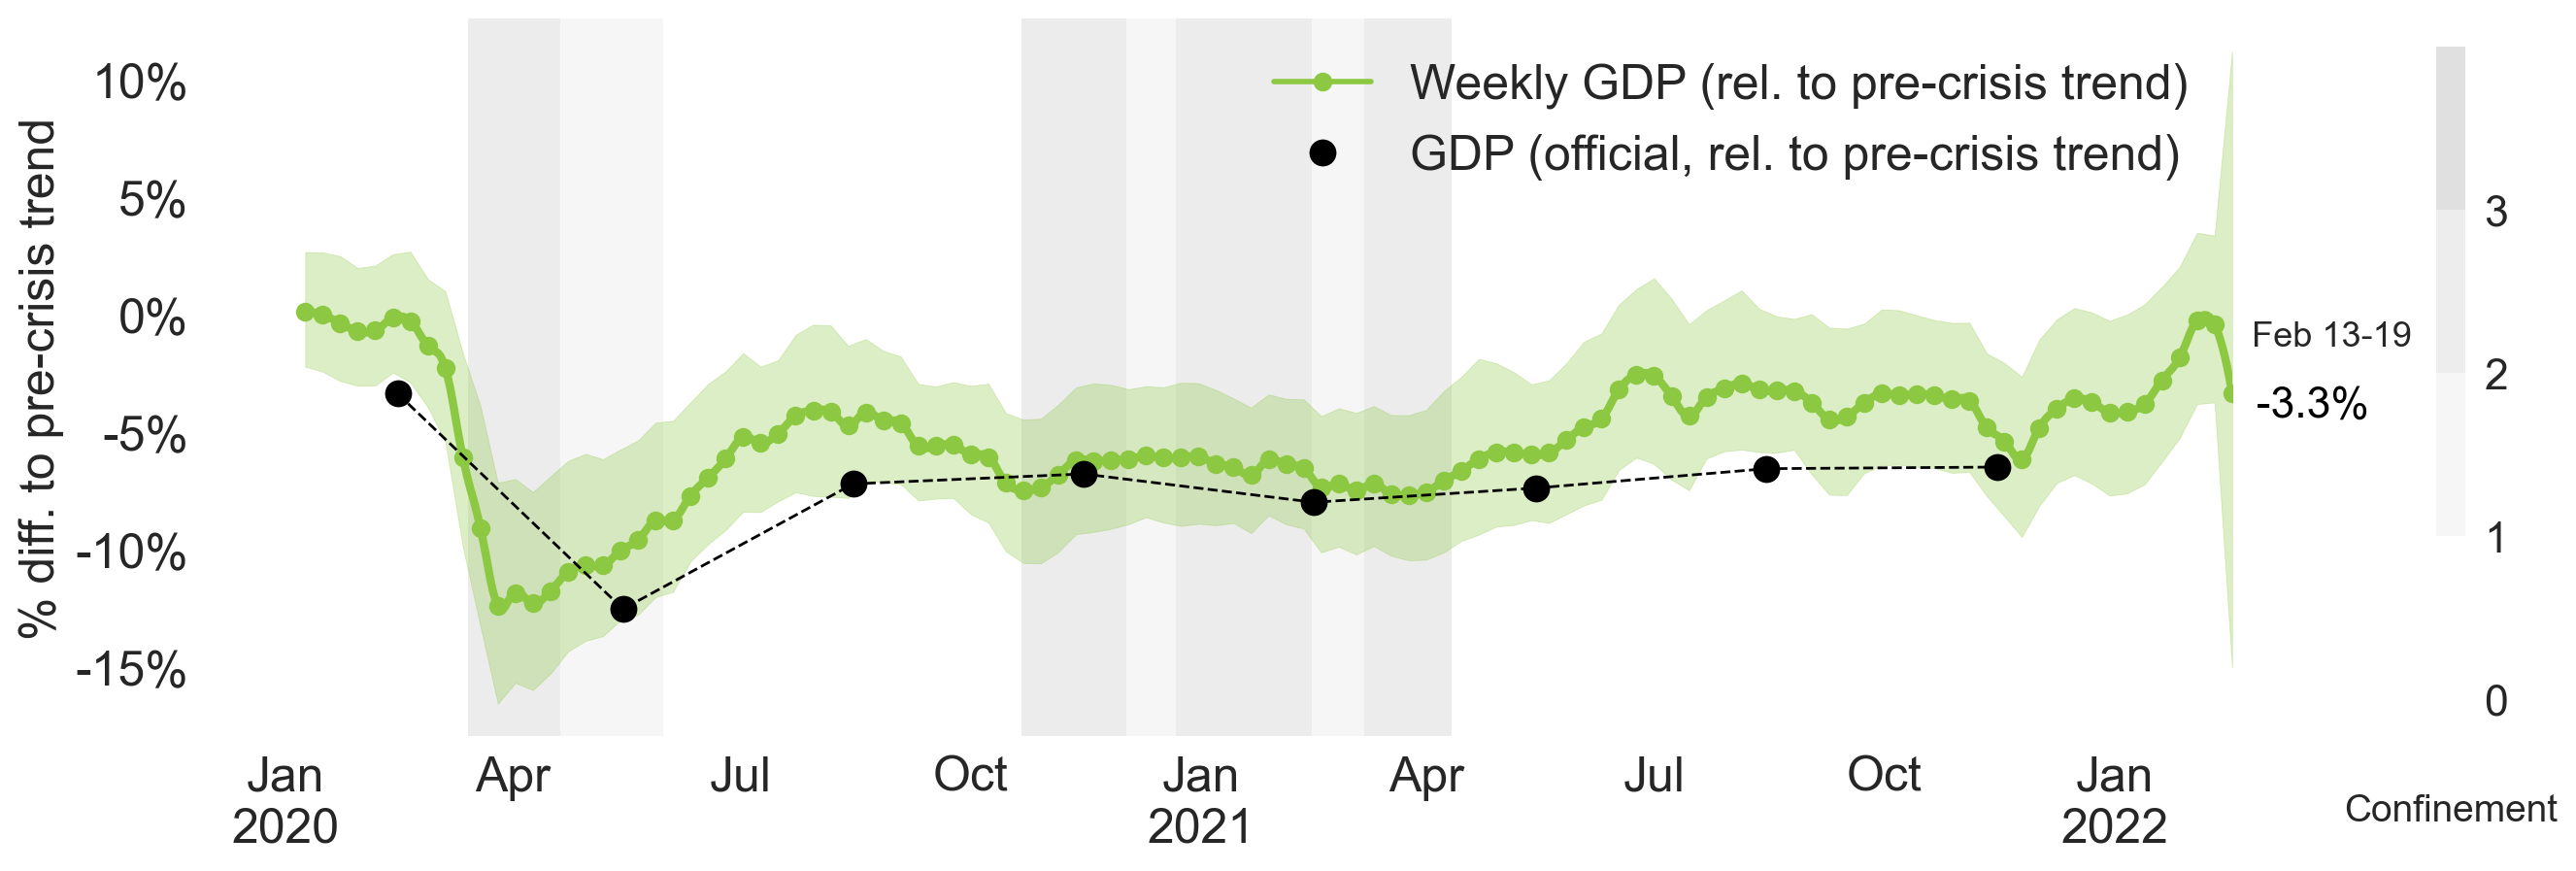 % diff. to pre-crisis trend
10%
5%
0%
-5%
-10%
-15%
Weekly GDP (rel. to pre-crisis trend)
GDP (official, rel. to pre-crisis trend)
Feb 13-19
-3.3%
3
2
1
0
Confinement
Jan Apr Jul Oct Jan Apr Jul Oct Jan
2020 2021 2022